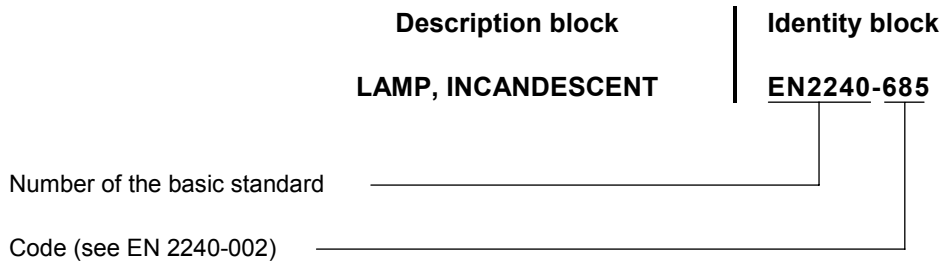 Description block Identity block
LAMP, INCANDESCENT EN2240-685
Number of the basic standard
Code (see EN 2240-002)